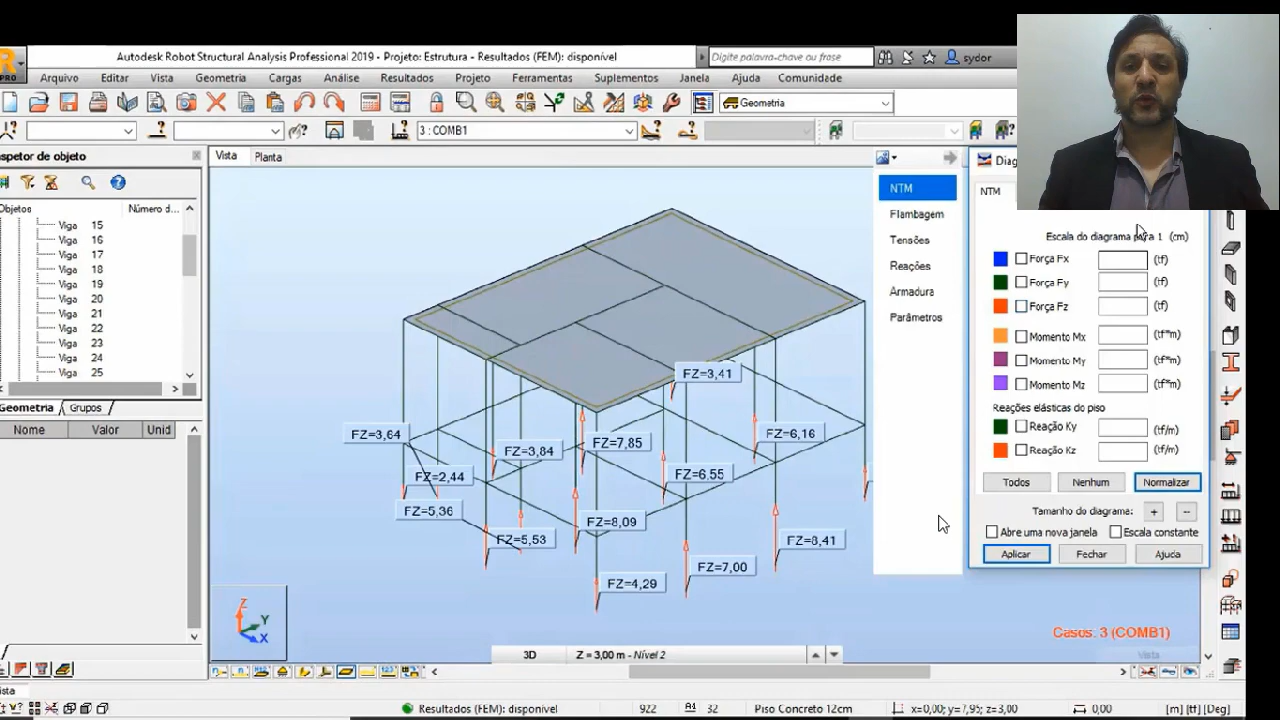 Autodesk Robot Structural Analysis Professional 2019 - Projeto: Estrutura - Resultados (FEM): disponível
Digite palavra-chave ou frase
sydor
PRO
Arquivo Editar Vista Geometria Cargas Análise Resultados Projeto Ferramentas Suplementos Janela Ajuda Comunidade
Geometria
3 : COMB1
nspetor de objeto
Vista
Planta
Objetos
Número d...
Viga 15
Viga 16
Viga 17
Viga 18
Viga 19
Viga 20
Viga 21
Viga 22
Viga 23
Viga 24
Viga 25
Geometria
Grupos
Nome Valor Unid
NTM
Flambagem
Tensões
Reações
Armadura
Parâmetros
Diag
NTM
Escala do diagrama para 1 (cm)
Força Fx (tf)
Força Fy (tf)
Força Fz (tf)
Momento Mx (tf*m)
Momento My (tf*m)
Momento Mz (tf*m)
Reações elásticas do piso
Reação Ky (tf/m)
Reação Kz (tf/m)
Todos
Nenhum
Normalizar
Tamanho do diagrama: + -
Abre uma nova janela
Escala constante
Aplicar
Fechar
Ajuda
FZ=3,41
FZ=3,64
FZ=7,85
FZ=6,16
FZ=3,84
FZ=2,44
FZ=6,55
FZ=5,36
FZ=8,09
FZ=5,53
FZ=8,41
FZ=7,00
FZ=4,29
Z
Y
X
Casos: 3 (COMB1)
3D
Z = 3,00 m - Nível 2
Vista
ista
Resultados (FEM): disponível
922
32
Piso Concreto 12cm
x=0,00; y=7,95; z=3,00
0,00
[m] [tf] [Deg]